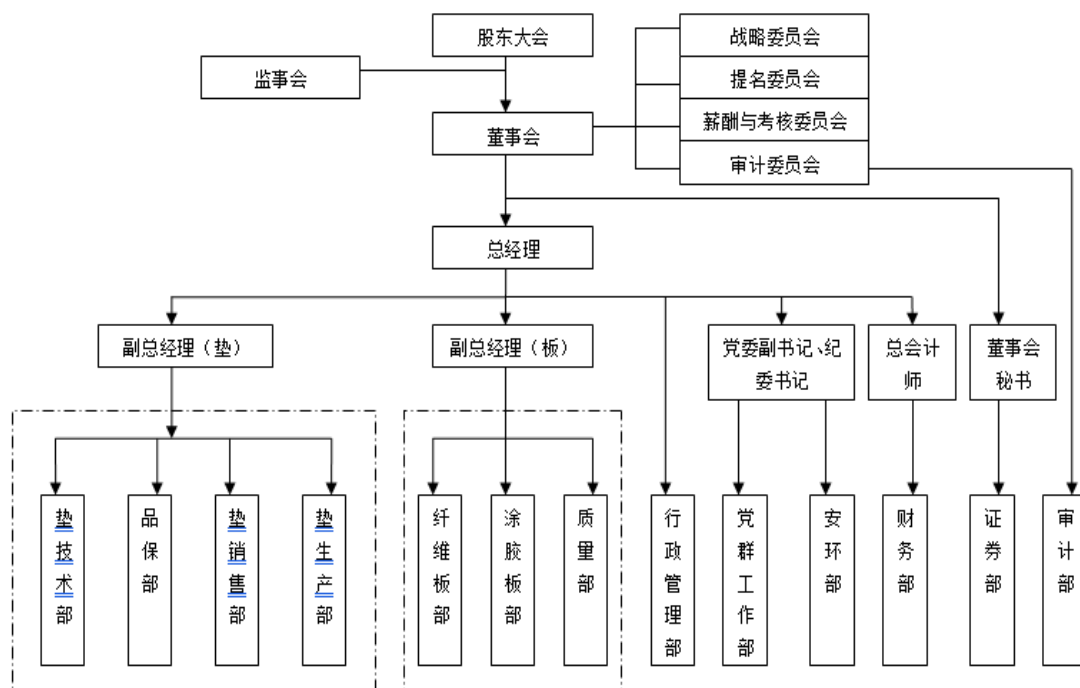 股东大会
监事会
董事会
战略委员会
提名委员会
薪酬与考核委员会
审计委员会
总经理
副总经理（垫）
副总经理（板）
党委副书记、纪
委书记
总会计
师
董事会
秘书
垫技术部
品保部
垫销售部
垫生产部
纤维板部
涂胶板部
质量部
行政管理部
党群工作部
安环部
财务部
证券部
审计部